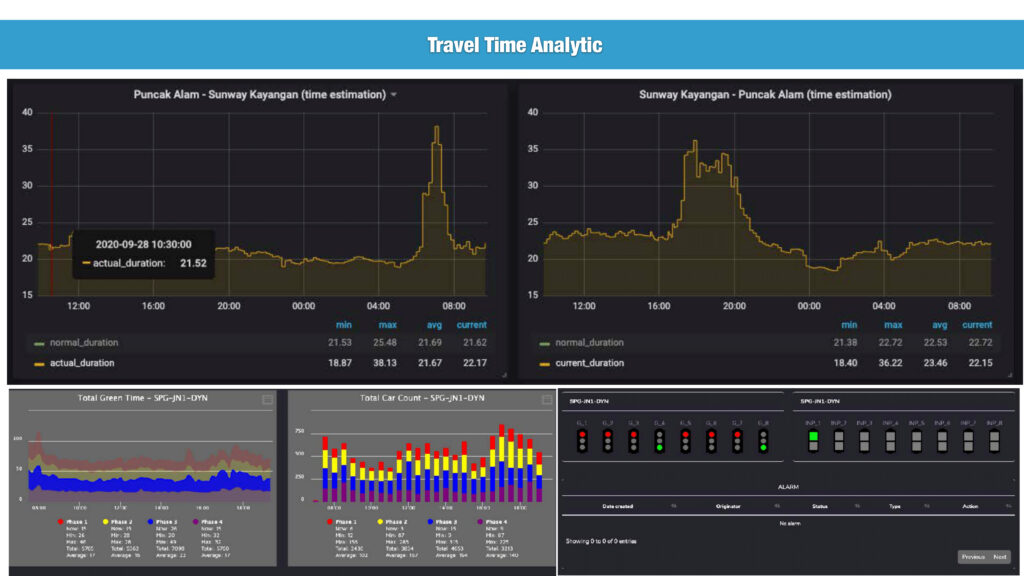 Travel Time Analytic
Puncak Alam - Sunway Kayangan (time estimation)
40
35
30
25
20
15
2020-09-28 10:30:00
actual_duration: 21.52
12:00 16:00 20:00 00:00 04:00 08:00
min max avg current
normal_duration 21.53 25.48 21.69 21.62
actual_duration 18.87 38.13 21.67 22.17
Sunway Kayangan - Puncak Alam (time estimation)
40
35
30
25
20
15
12:00 16:00 20:00 00:00 04:00 08:00
min max avg current
normal_duration 21.38 22.72 22.53 22.72
current_duration 18.40 36.22 23.46 22.15
Total Green Time - SPG-JN1-DYN
100
50
0
Phase 1 Phase 2 Phase 3 Phase 4
Total Car Count - SPG-JN1-DYN
750
500
250
0
Phase 1 Phase 2 Phase 3 Phase 4
SPG-JN1-DYN
G_1 G_2 G_3 G_4 G_5 G_6 G_7 G_8
SPG-JN1-DYN
INP_1 INP_2 INP_3 INP_4 INP_5 INP_6 INP_7 INP_8
ALARM
Date created Originator Status Type Action
No alarm
Showing 0 to 0 of 0 entries
Previous Next